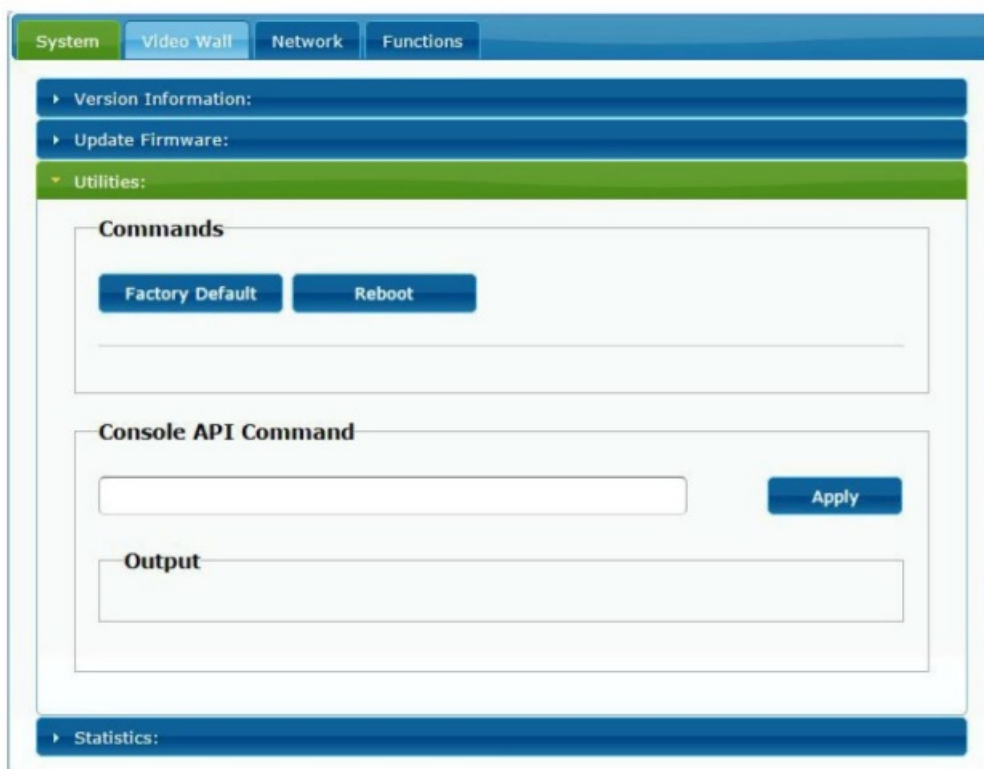 System Video Wall Network Functions
Version Information:
Update Firmware:
Utilities:
Commands
Factory Default Reboot
Console API Command
Apply
Output
Statistics: